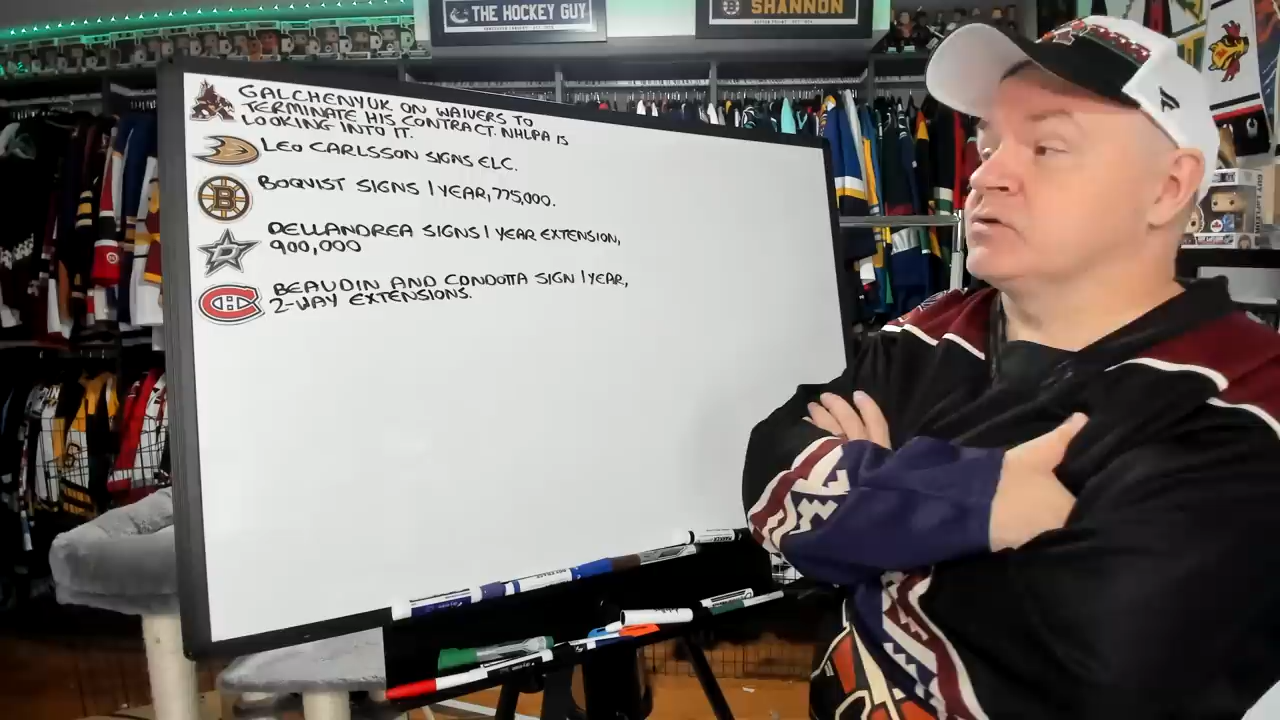 THE HOCKEY GUY
SHANNON
GALCHENYUK ON WAIVERS TO
TERMINATE HIS CONTRACT. NHLPA IS
LOOKING INTO IT.
LEO CARLSSON SIGNS ELC.
BOQVIST SIGNS 1 YEAR, 775,000.
DELLANDREA SIGNS 1 YEAR EXTENSION,
900,000
BEAUDIN AND CONDOTTA SIGN 1 YEAR,
2-WAY EXTENSIONS.